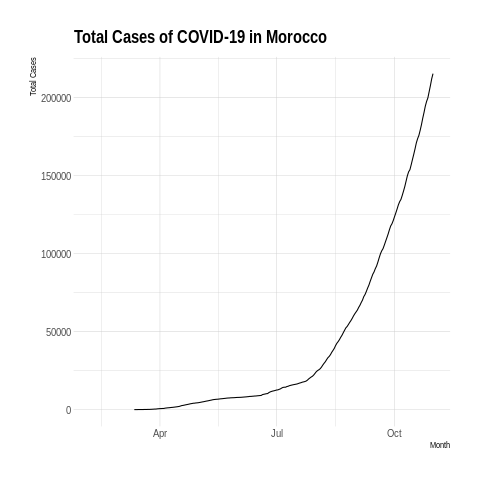 Total Cases of COVID-19 in Morocco
Total Cases
200000
150000
100000
50000
0
Apr Jul Oct
Month